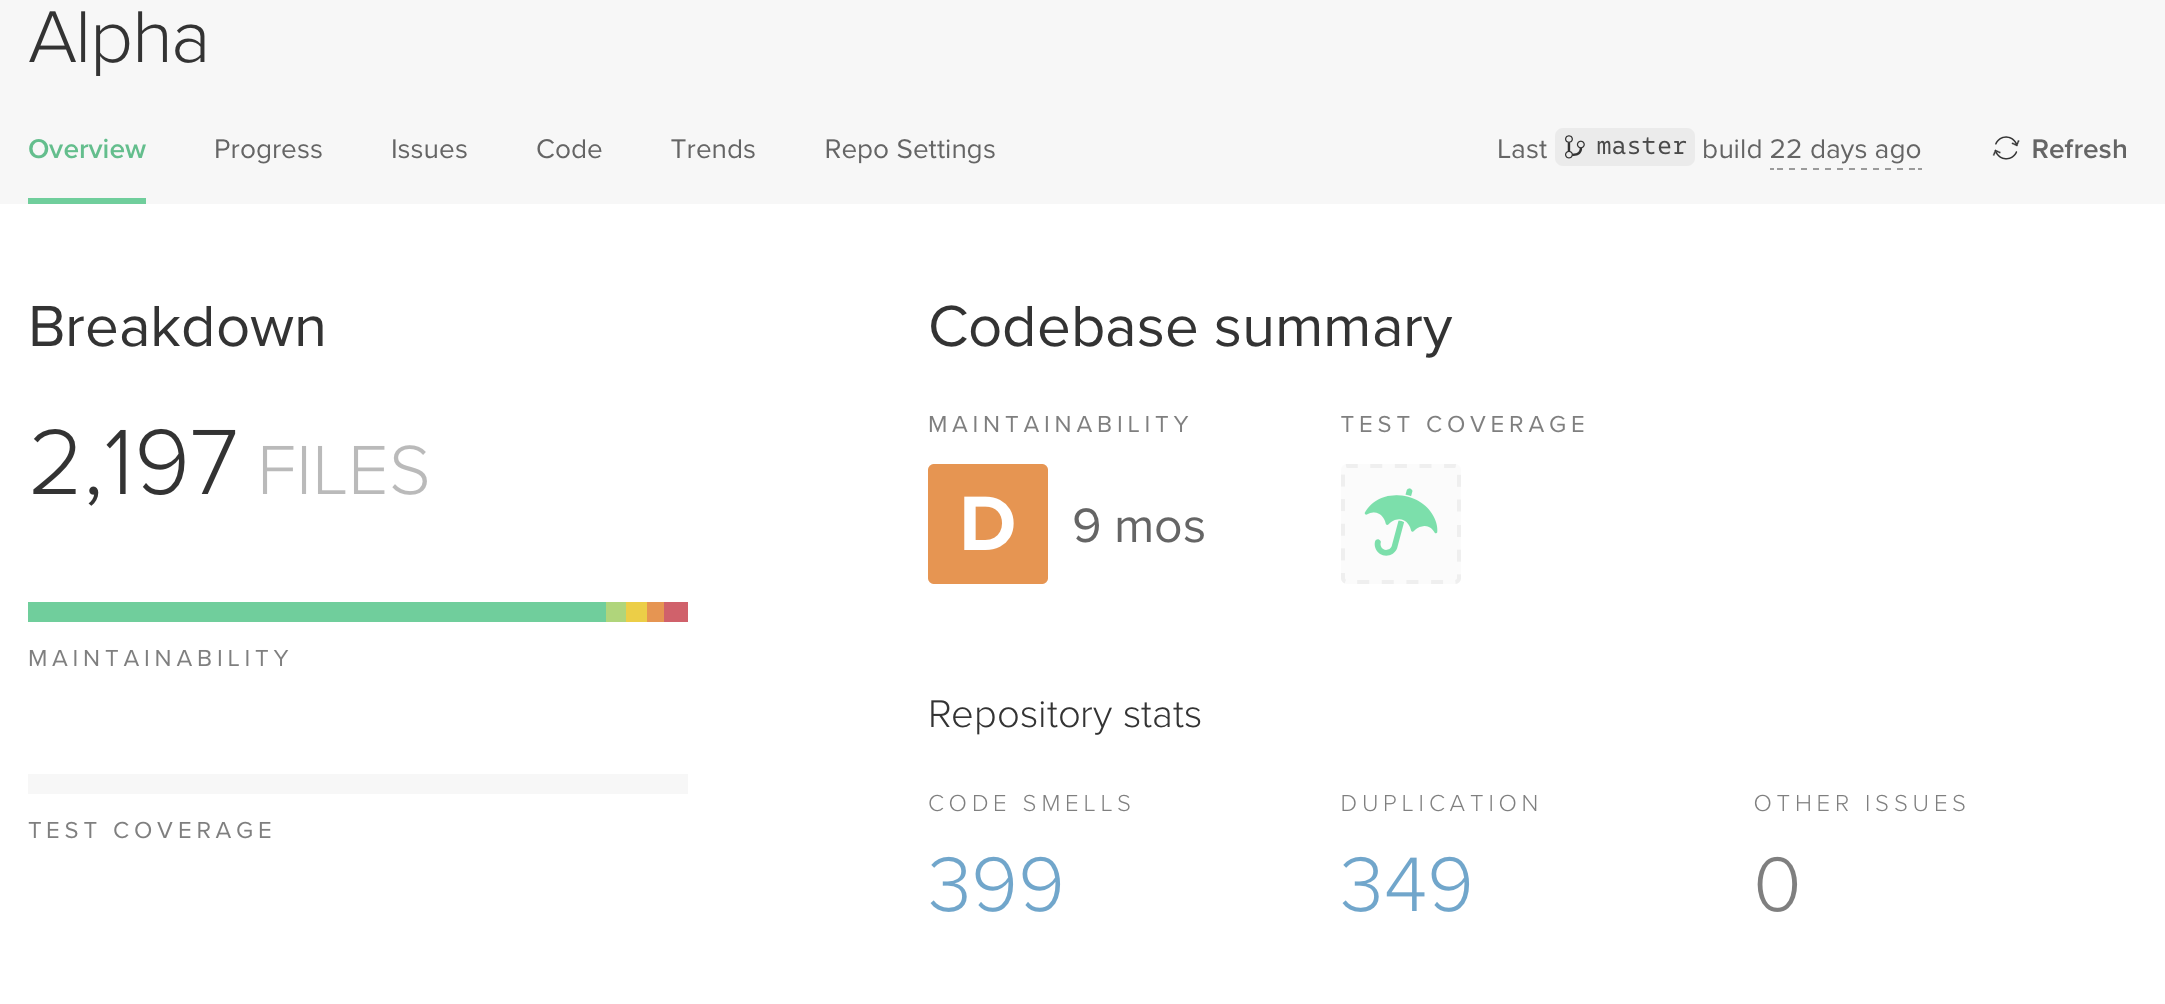 Alpha
Overview Progress Issues Code Trends Repo Settings Last master build 22 days ago Refresh
Breakdown
2,197 FILES
MAINTAINABILITY
TEST COVERAGE
Codebase summary
MAINTAINABILITY TEST COVERAGE
D 9 mos
Repository stats
CODE SMELLS DUPLICATION OTHER ISSUES
399 349 0